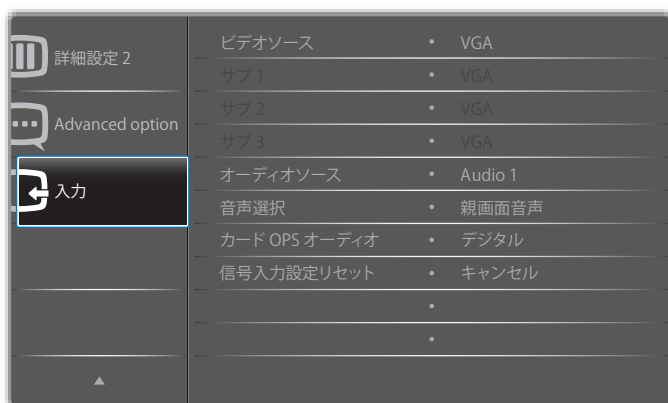 詳細設定 2
Advanced option
入力
ビデオソース • VGA
サブ 1 • VGA
サブ 2 • VGA
サブ 3 • VGA
オーディオソース • Audio 1
音声選択 • 親画面音声
カード OPS オーディオ • デジタル
信号入力設定リセット • キャンセル